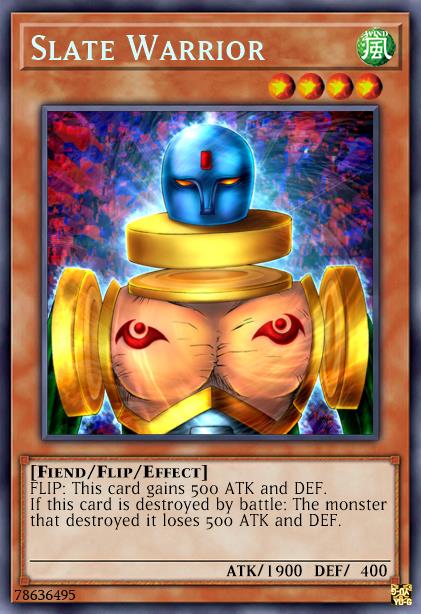 SLATE WARRIOR
WIND
風
[FIEND/FLIP/EFFECT]
FLIP: This card gains 500 ATK and DEF.
If this card is destroyed by battle: The monster
that destroyed it loses 500 ATK and DEF.
ATK/1900 DEF/ 400
78636495